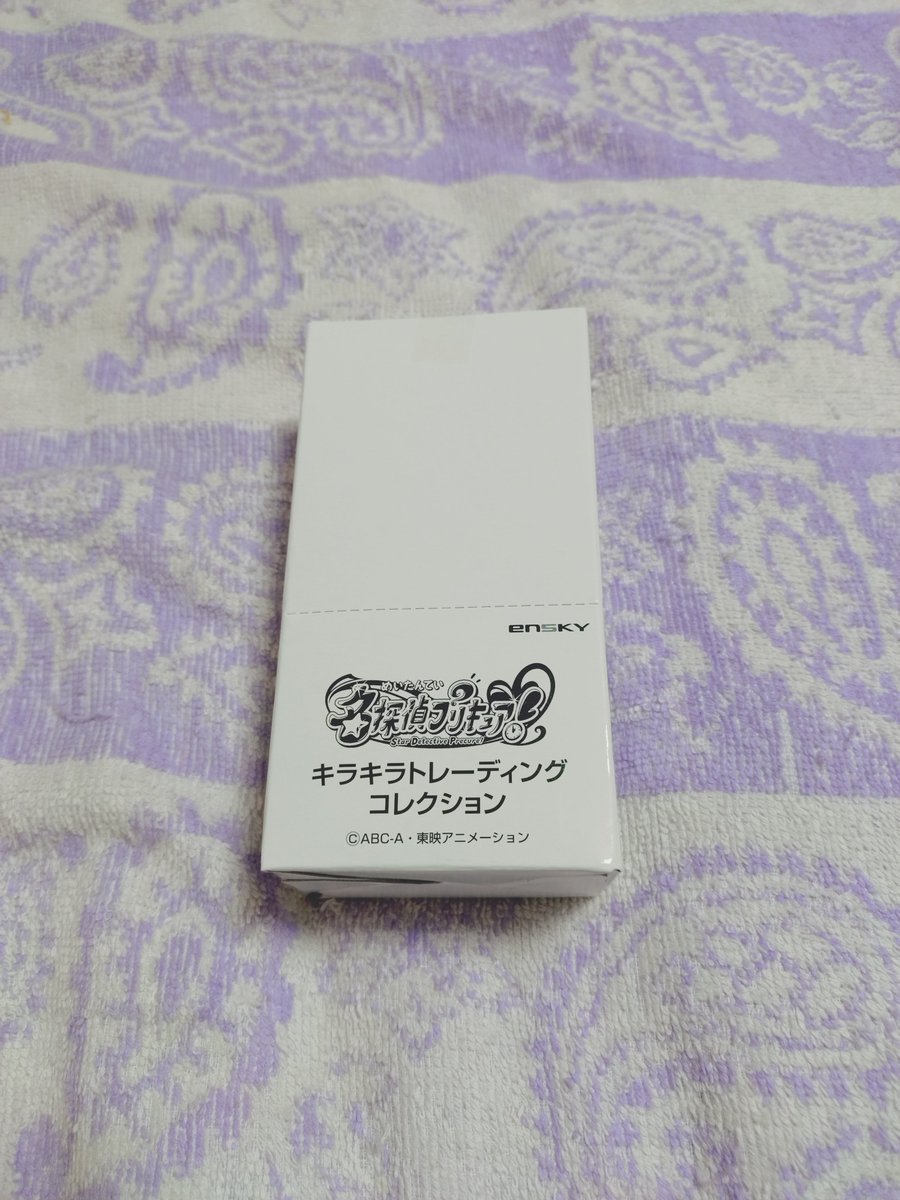 ensky
めいたんてい
名探偵プリキュア!
Star Detective Precure!
キラキラトレーディング
コレクション
©ABC-A・東映アニメーション